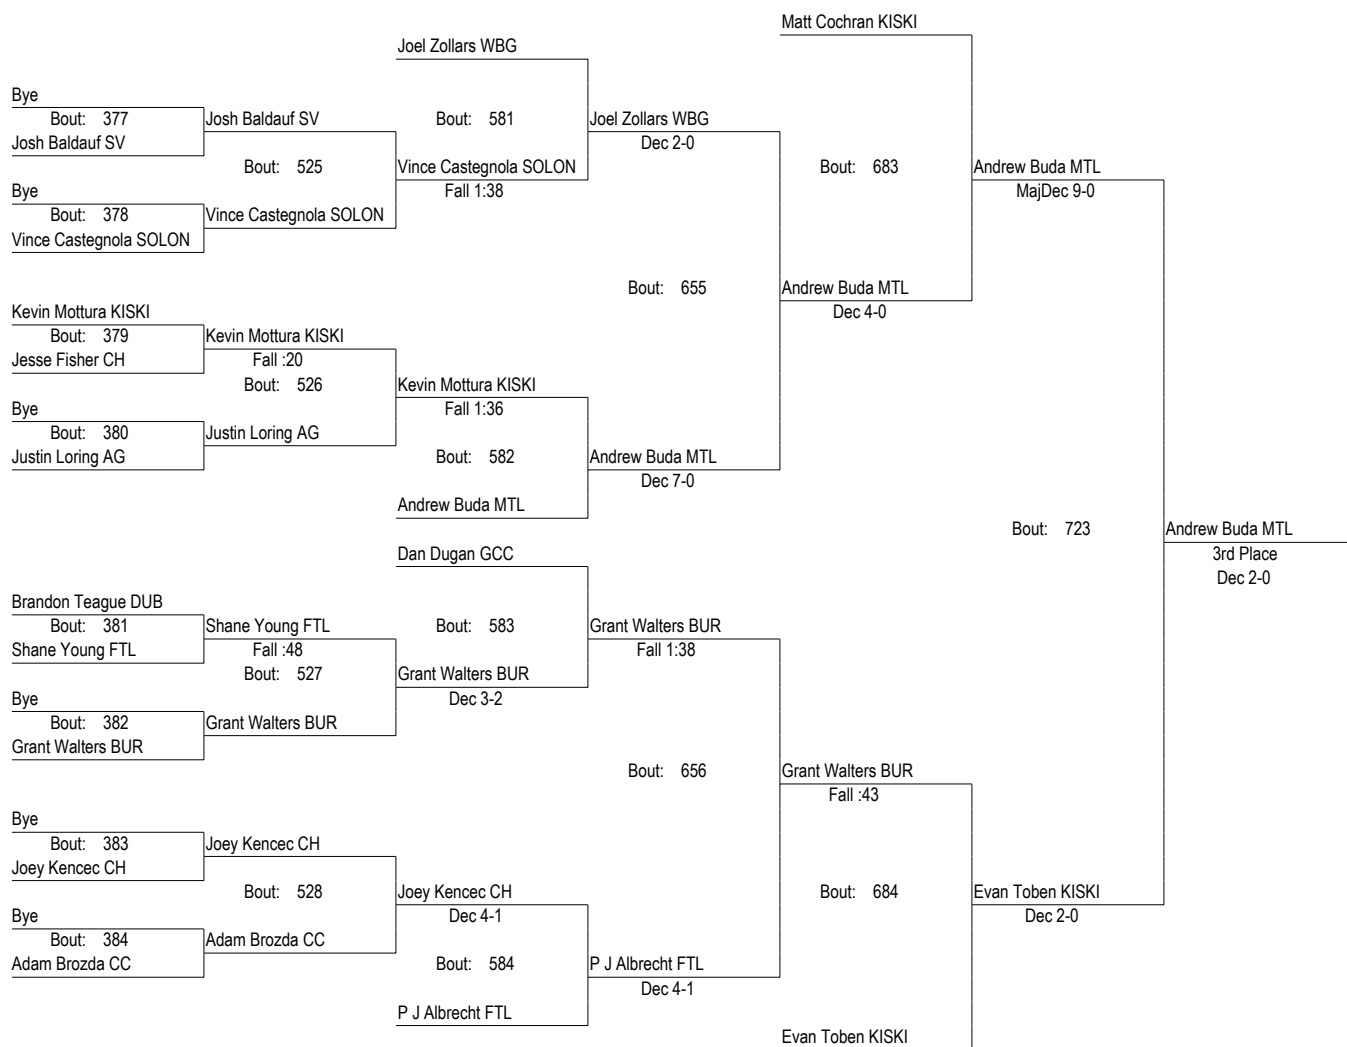 Matt Cochran KISKI
Joel Zollars WBG
Bye
Bout: 377
Josh Baldauf SV
Bout: 581
Joel Zollars WBG
Josh Baldauf SV
Dec 2-0
Bout: 525
Vince Castegnola SOLON
Bout: 683
Andrew Buda MTL
Bye
Fall 1:38
MajDec 9-0
Bout: 378
Vince Castegnola SOLON
Vince Castegnola SOLON
Bout: 655
Andrew Buda MTL
Kevin Mottura KISKI
Dec 4-0
Bout: 379
Kevin Mottura KISKI
Jesse Fisher CH
Fall :20
Bout: 526
Kevin Mottura KISKI
Bye
Fall 1:36
Bout: 380
Justin Loring AG
Justin Loring AG
Bout: 582
Andrew Buda MTL
Dec 7-0
Andrew Buda MTL
Bout: 723
Andrew Buda MTL
Dan Dugan GCC
3rd Place
Dec 2-0
Brandon Teague DUB
Bout: 381
Shane Young FTL
Bout: 583
Grant Walters BUR
Shane Young FTL
Fall :48
Fall 1:38
Bout: 527
Grant Walters BUR
Bye
Dec 3-2
Bout: 382
Grant Walters BUR
Grant Walters BUR
Bout: 656
Grant Walters BUR
Fall :43
Bye
Bout: 383
Joey Kencec CH
Joey Kencec CH
Bout: 528
Joey Kencec CH
Bout: 684
Evan Toben KISKI
Bye
Dec 4-1
Dec 2-0
Bout: 384
Adam Brozda CC
Adam Brozda CC
Bout: 584
P J Albrecht FTL
Dec 4-1
P J Albrecht FTL
Evan Toben KISKI